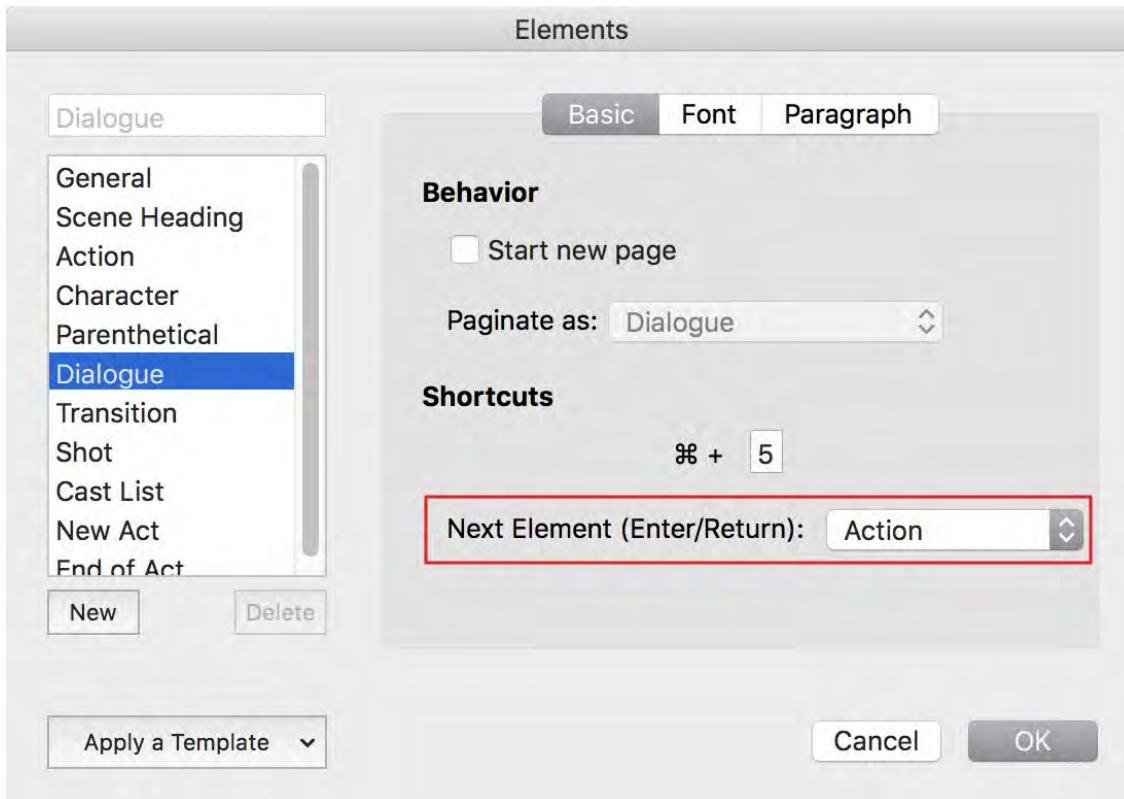 Elements
Dialogue
General
Scene Heading
Action
Character
Parenthetical
Dialogue
Transition
Shot
Cast List
New Act
End of Act
New
Delete
Apply a Template
Basic Font Paragraph
Behavior
Start new page
Paginate as: Dialogue
Shortcuts
⌘ + 5
Next Element (Enter/Return): Action
Cancel
OK